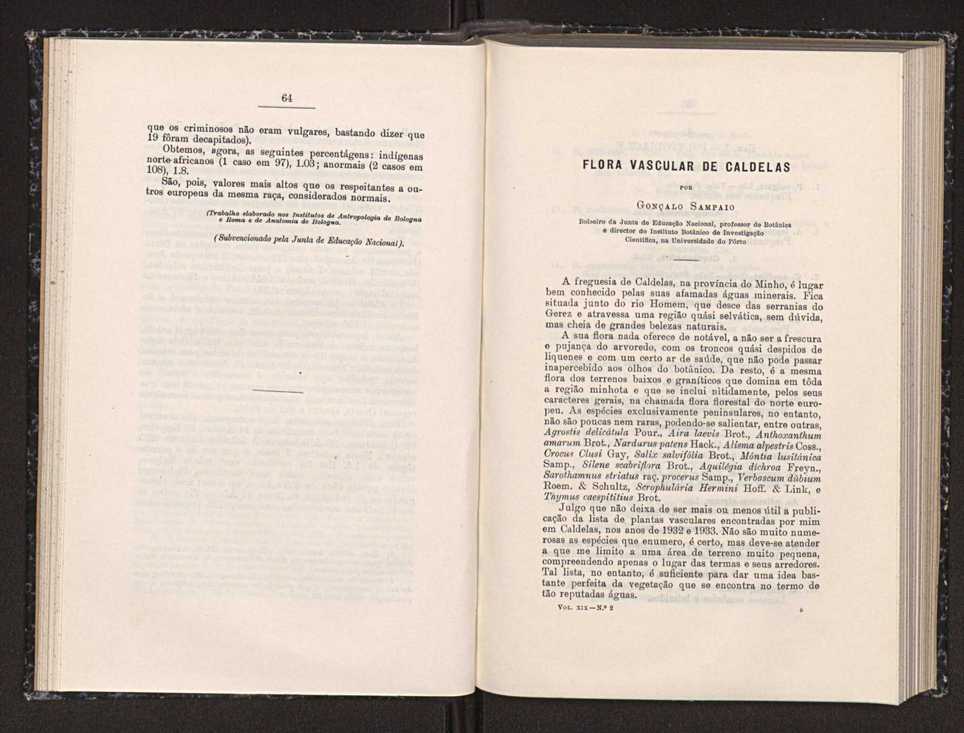 64
que os criminosos não eram vulgares, bastando dizer que
19 fôram decapitados).
Obtemos, agora, as seguintes percentágens: indígenas
norte-africanos (1 caso em 97), 1.03; anormais (2 casos em
108), 1.8.
São, pois, valores mais altos que os respeitantes a ou-
tros europeus da mesma raça, considerados normais.
(Trabalho elaborado nos Institutos de Antropologia de Bologna
e Roma e de Anatomia de Bologna.
(Subvencionado pela Junta de Educação Nacional).
FLORA VASCULAR DE CALDELAS
POR
GONÇALO SAMPAIO
Bolseiro da Junta de Educação Nacional, professor de Botânica
e director do Instituto Botânico de Investigação
Científica, na Universidade do Pôrto
A freguesia de Caldelas, na província do Minho, é lugar
bem conhecido pelas suas afamadas águas minerais. Fica
situada junto do rio Homem, que desce das serranias do
Gerez e atravessa uma região quási selvática, sem dúvida,
mas cheia de grandes belezas naturais.
A sua flora nada oferece de notável, a não ser a frescura
e pujança do arvoredo, com os troncos quási despidos de
líquenes e com um certo ar de saúde, que não pode passar
inapercebido aos olhos do botânico. De resto, é a mesma
flora dos terrenos baixos e graníticos que domina em tôda
a região minhota e que se inclui nìtidamente, pelos seus
caracteres gerais, na chamada flora florestal do norte euro-
peu. As espécies exclusivamente peninsulares, no entanto,
não são poucas nem raras, podendo-se salientar, entre outras,
Agrostis delicátula Pour., Aira laevis Brot., Anthoxanthum
amarum Brot., Nardurus patens Hack., Alisma alpestris Coss.,
Crocus Clusi Gay, Salix salvifólia Brot., Móntia lusitánica
Samp., Silene scabriflora Brot., Aquilégia dichroa Freyn.,
Sarothamnus striatus raç. procerus Samp., Verbascum dúbium
Roem. & Schultz, Scrophulária Hermini Hoff. & Link, e
Thymus caespititius Brot.
Julgo que não deixa de ser mais ou menos útil a publi-
cação da lista de plantas vasculares encontradas por mim
em Caldelas, nos anos de 1932 e 1933. Não são muito nume-
rosas as espécies que enumero, é certo, mas deve-se atender
a que me limito a uma área de terreno muito pequena,
compreendendo apenas o lugar das termas e seus arredores.
Tal lista, no entanto, é suficiente para dar uma idea bas-
tante perfeita da vegetação que se encontra no termo de
tão reputadas águas.
VOL. XIX—N.º 2